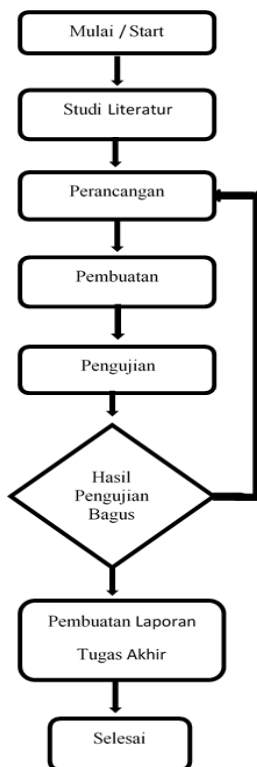 Mulai / Start
Studi Literatur
Perancangan
Pembuatan
Pengujian
Hasil
Pengujian
Bagus
Pembuatan Laporan
Tugas Akhir
Selesai